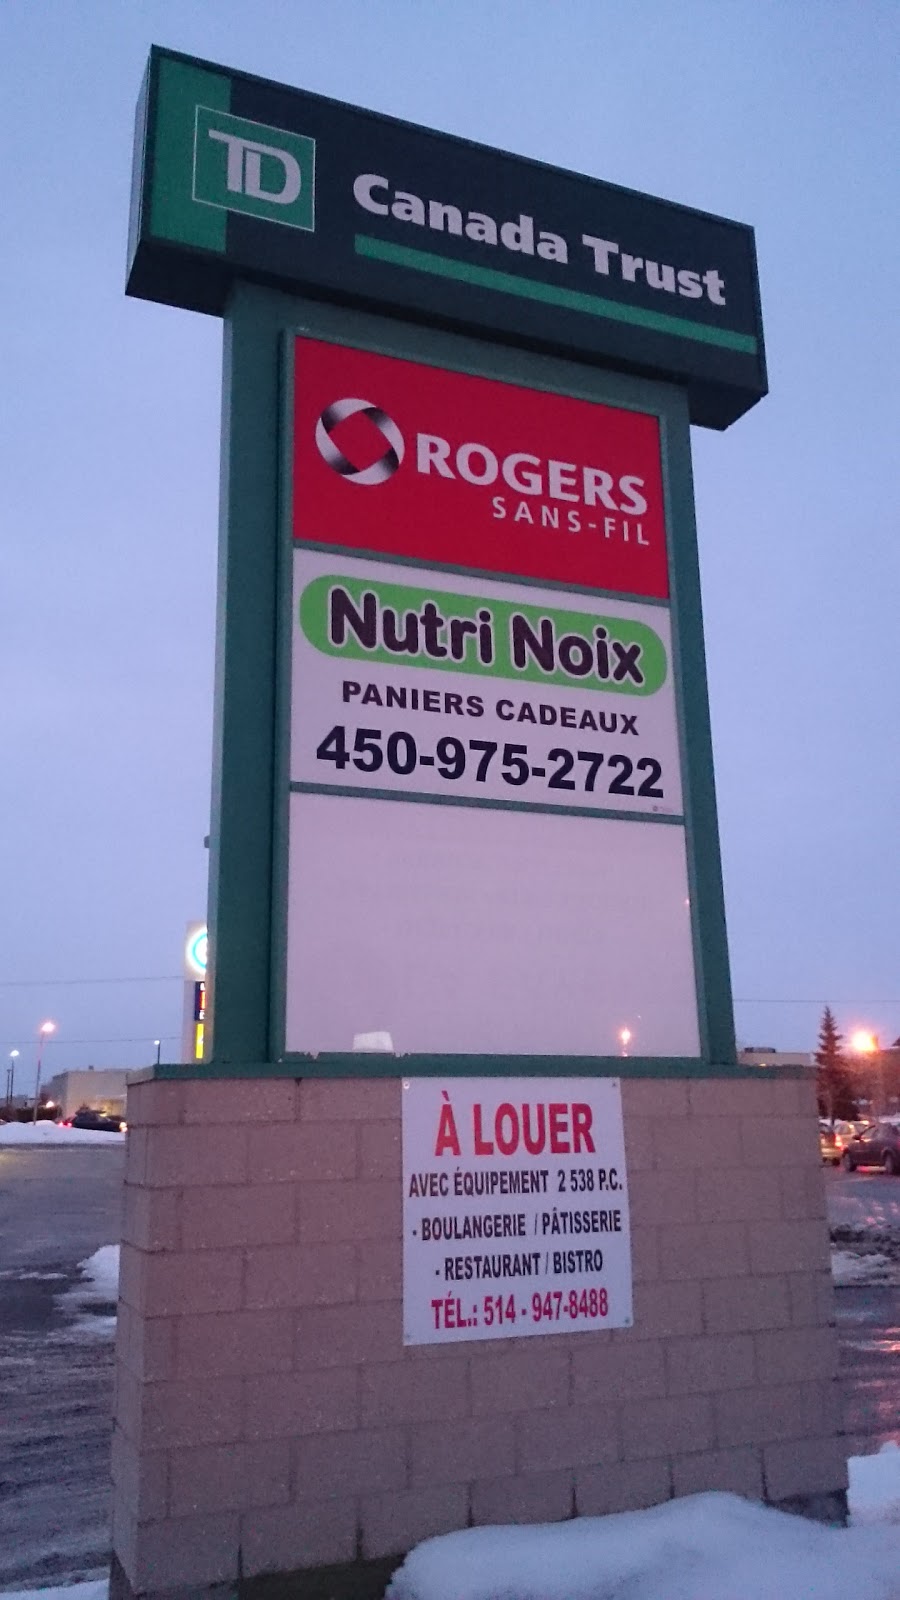 TD Canada Trust
ROGERS
SANS-FIL
Nutri Noix
PANIERS CADEAUX
450-975-2722
À LOUER
AVEC ÉQUIPEMENT 2 538 P.C.
- BOULANGERIE / PÂTISSERIE
- RESTAURANT / BISTRO
TÉL.: 514 - 947-8488